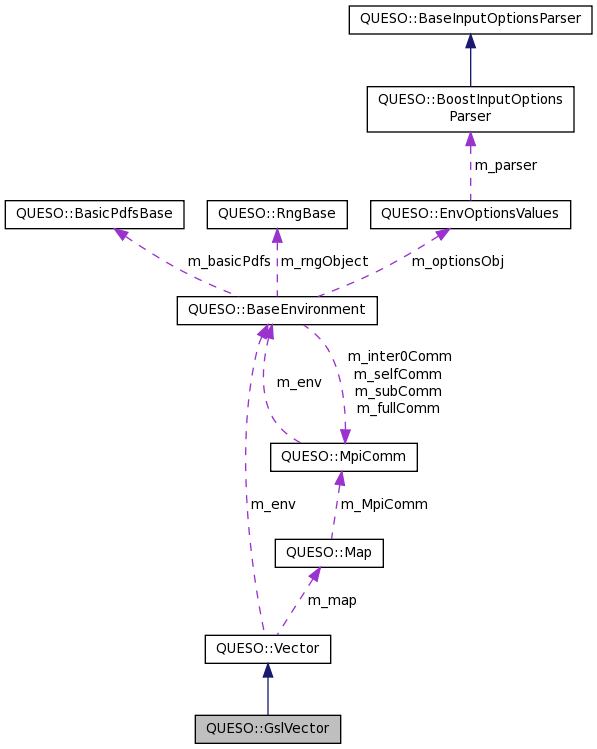 QUESO::BaseInputOptionsParser
QUESO::BoostInputOptions
Parser
m_parser
QUESO::BasicPdfsBase
QUESO::RngBase
QUESO::EnvOptionsValues
m_basicPdfs
m_rngObject
m_optionsObj
QUESO::BaseEnvironment
m_inter0Comm
m_selfComm
m_subComm
m_fullComm
m_env
QUESO::MpiComm
m_env
m_MpiComm
QUESO::Map
m_map
QUESO::Vector
QUESO::GslVector